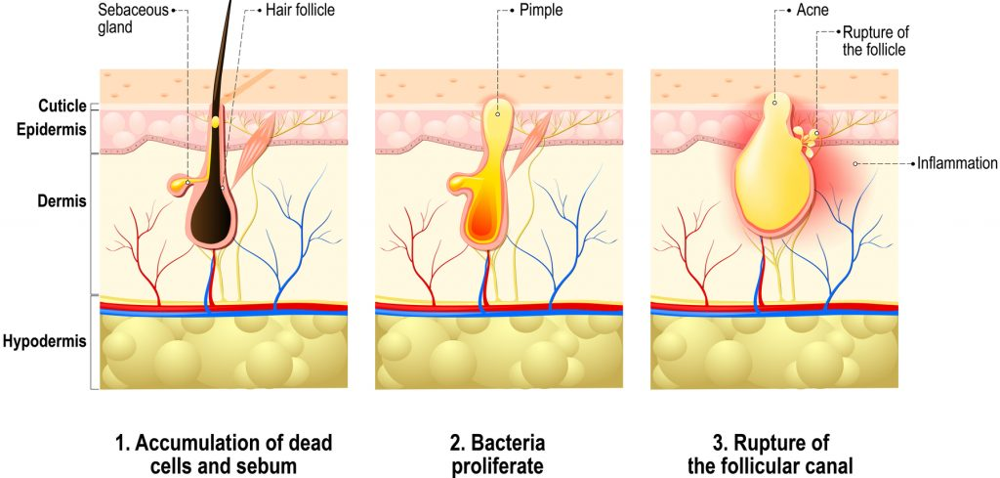 Sebaceous
gland
Hair follicle
Pimple
Acne
Rupture of
the follicle
Cuticle
Epidermis
Inflammation
Dermis
Hypodermis
1. Accumulation of dead
cells and sebum
2. Bacteria
proliferate
3. Rupture of
the follicular canal